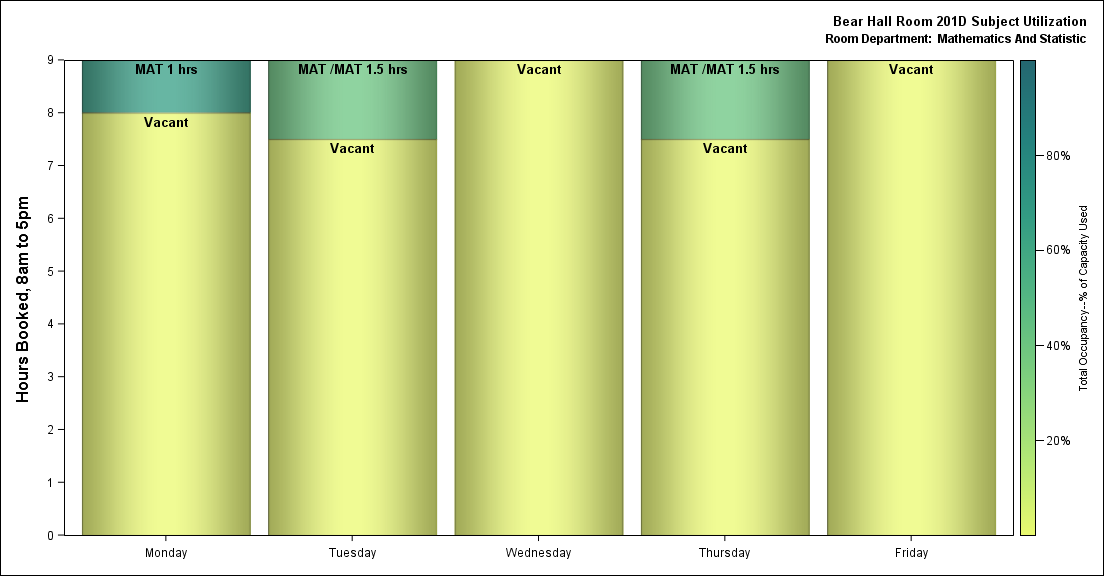 Bear Hall Room 201D Subject Utilization
Room Department: Mathematics And Statistic
Hours Booked, 8am to 5pm
9
8
7
6
5
4
3
2
1
0
MAT 1 hrs
Vacant
MAT /MAT 1.5 hrs
Vacant
Vacant
MAT /MAT 1.5 hrs
Vacant
Vacant
Monday
Tuesday
Wednesday
Thursday
Friday
80%
60%
40%
20%
Total Occupancy--% of Capacity Used